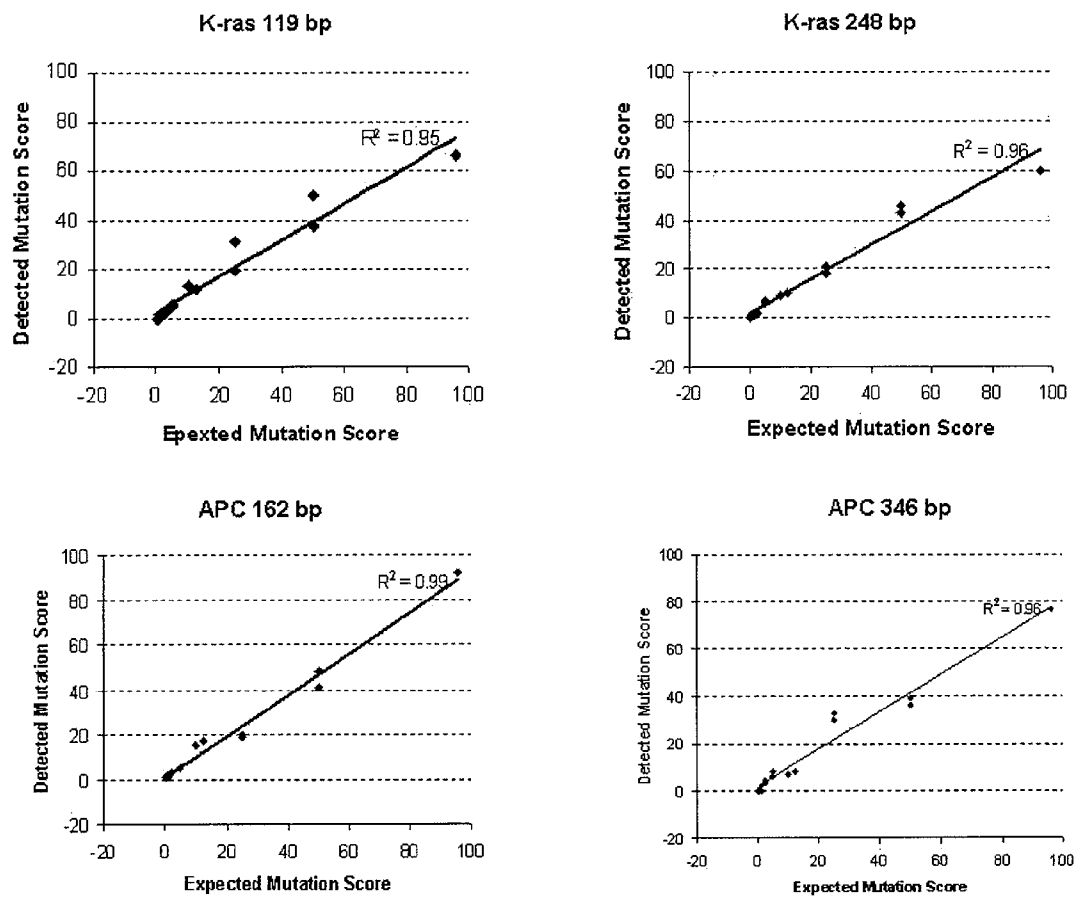 K-ras 119 bp
100
80
60
40
20
0
-20
-20 0 20 40 60 80 100
Detected Mutation Score
Epexted Mutation Score
R² = 0.95
K-ras 248 bp
100
80
60
40
20
0
-20
-20 0 20 40 60 80 100
Detected Mutation Score
Expected Mutation Score
R² = 0.96
APC 162 bp
100
80
60
40
20
0
-20
-20 0 20 40 60 80 100
Detected Mutation Score
Expected Mutation Score
R² = 0.99
APC 346 bp
100
80
60
40
20
0
-20
-20 0 20 40 60 80 100
Detected Mutation Score
Expected Mutation Score
R² = 0.96